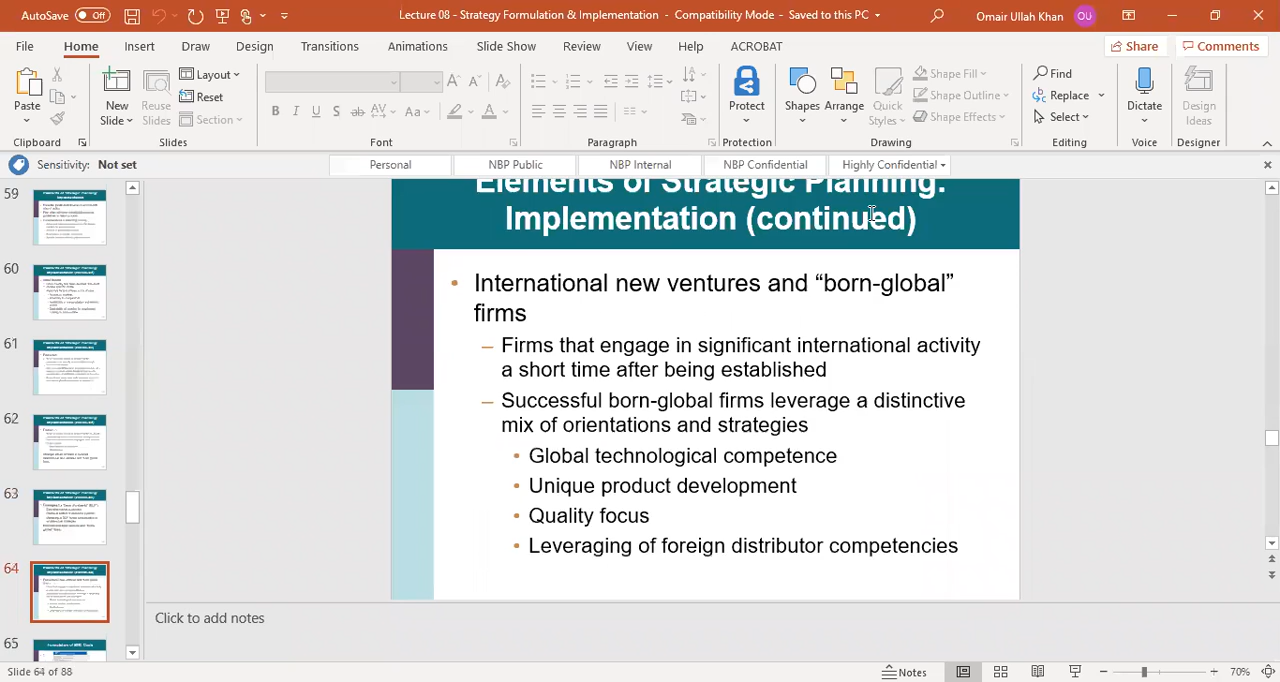 AutoSave Off
Lecture 08 - Strategy Formulation & Implementation - Compatibility Mode - Saved to this PC
Omair Ullah Khan OU
File Home Insert Draw Design Transitions Animations Slide Show Review View Help ACROBAT
Share Comments
Paste
Clipboard
New Slide
Reuse Slides
Layout
Reset
Section
Slides
B I U S ab AV Aa A
Font
Paragraph
Protect
Protection
Shapes
Arrange
Quick Styles
Shape Fill
Shape Outline
Shape Effects
Drawing
Find
Replace
Select
Editing
Dictate
Voice
Design Ideas
Designer
Sensitivity: Not set
Personal NBP Public NBP Internal NBP Confidential Highly Confidential
59
60
61
62
63
64
65
Elements of Strategic Planning:
Implementation (continued)
• International new ventures and “born-global”
firms
– Firms that engage in significant international activity
a short time after being established
– Successful born-global firms leverage a distinctive
mix of orientations and strategies
• Global technological competence
• Unique product development
• Quality focus
• Leveraging of foreign distributor competencies
Click to add notes
Slide 64 of 88
Notes
70%